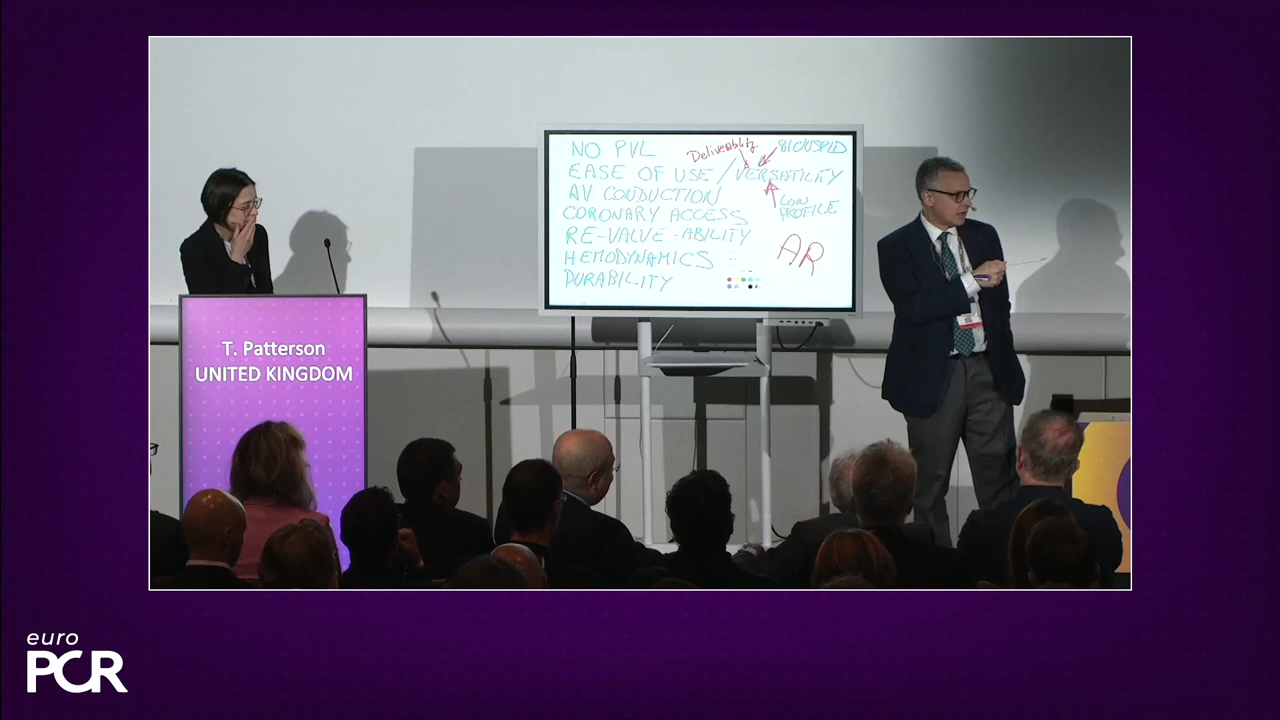 NO PVL
Deliverability
BICUSPID
EASE OF USE / VERSATILITY
AV CONDUCTION
LOW
PROFILE
CORONARY ACCESS
RE-VALVE-ABILITY
AR
HEMODYNAMICS
DURABILITY
T. Patterson
UNITED KINGDOM
euro
PCR